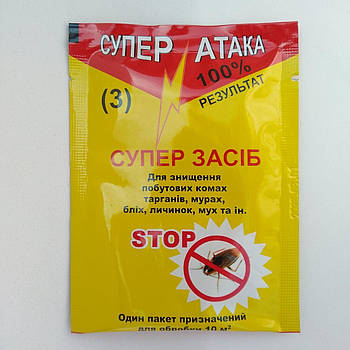 СУПЕР АТАКА
100%
РЕЗУЛЬТАТ
(3)
СУПЕР ЗАСІБ
Для знищення
побутових комах
тарганів, мурах,
бліх, личинок, мух та ін.
STOP
Один пакет призначений
для обробки 10 м²